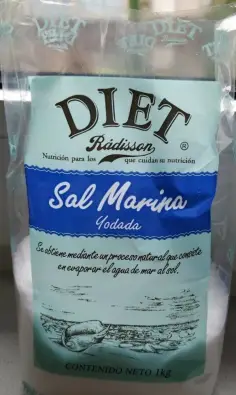 DIET
Rädisson ®
Nutrición para los que cuidan su nutrición
Sal Marina
Yodada
Se obtiene mediante un proceso natural que consiste
en evaporar el agua de mar al sol.
CONTENIDO NETO 1kg